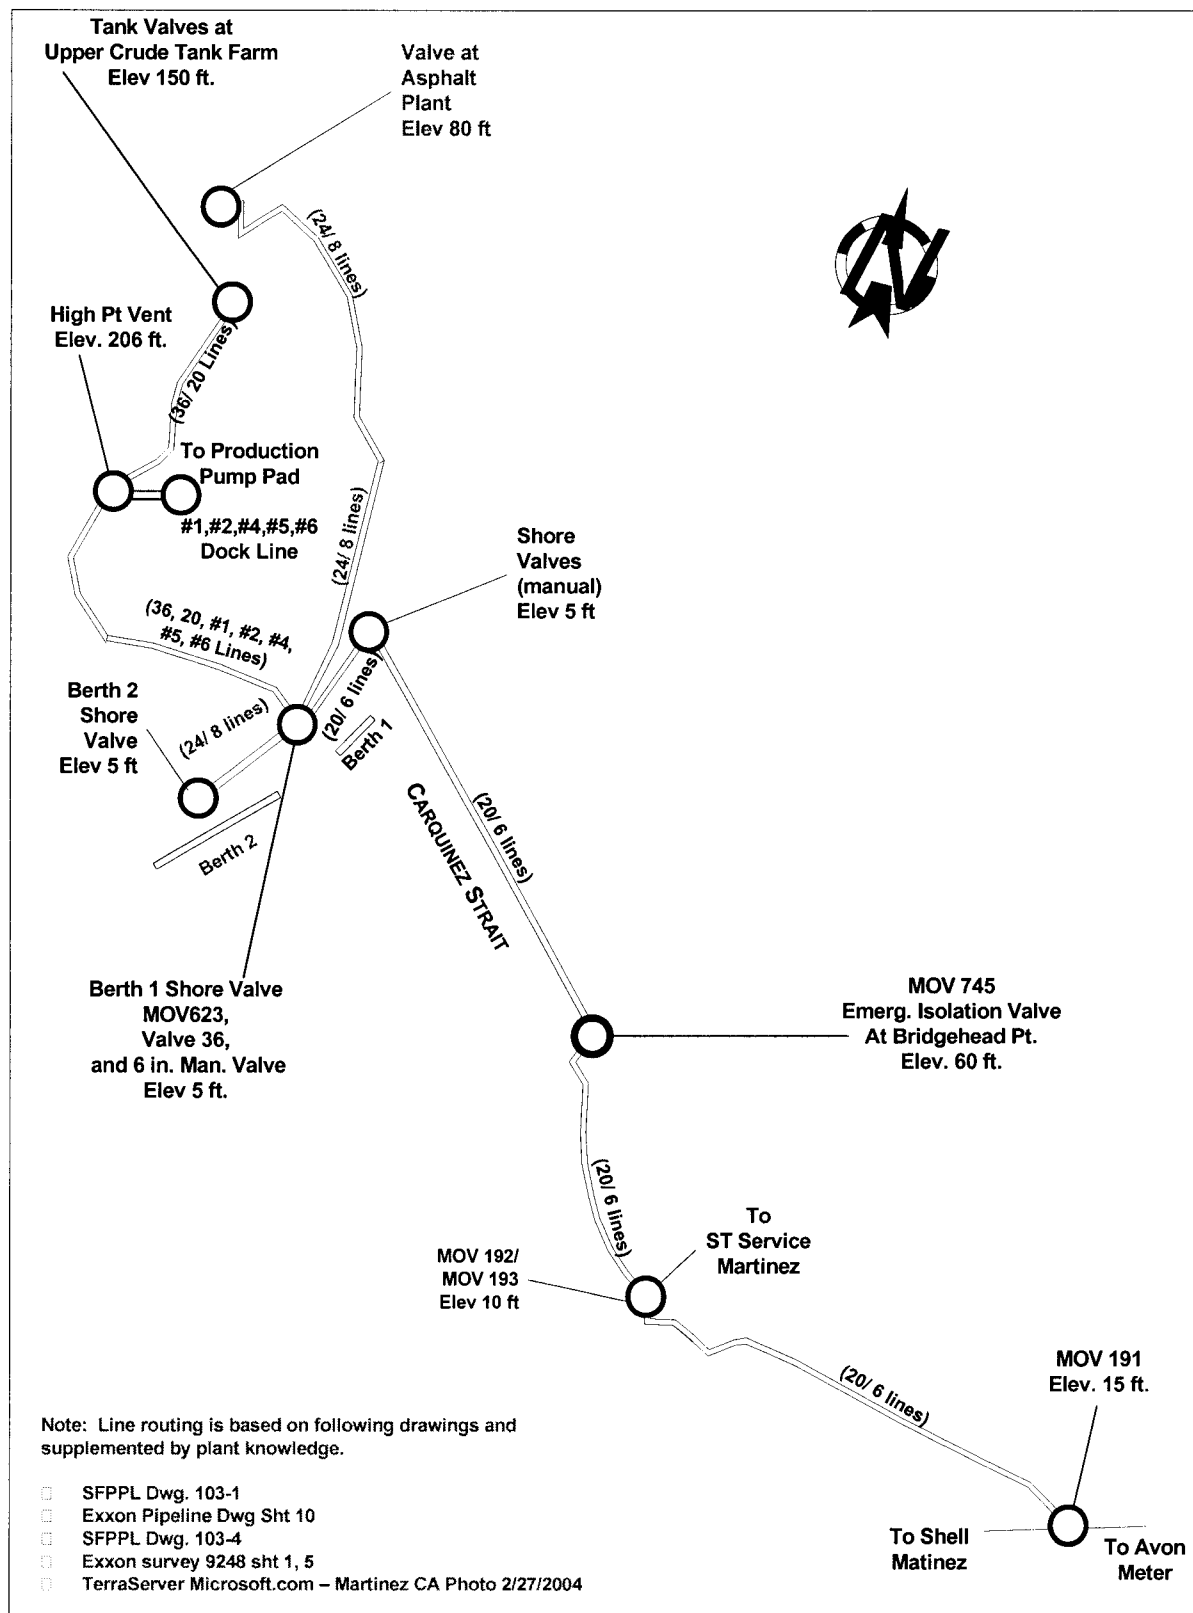 Tank Valves at
Upper Crude Tank Farm
Elev 150 ft.
Valve at
Asphalt
Plant
Elev 80 ft
(24/ 8 lines)
High Pt Vent
Elev. 206 ft.
(36/ 20 Lines)
To Production
Pump Pad
#1,#2,#4,#5,#6
Dock Line
(24/ 8 lines)
Shore
Valves
(manual)
Elev 5 ft
(36, 20, #1, #2, #4,
#5, #6 Lines)
Berth 2
Shore
Valve
Elev 5 ft
(24/ 8 lines)
(20/ 6 lines)
Berth 1
Berth 2
CARQUINEZ STRAIT
(20/ 6 lines)
Berth 1 Shore Valve
MOV623,
Valve 36,
and 6 in. Man. Valve
Elev 5 ft.
MOV 745
Emerg. Isolation Valve
At Bridgehead Pt.
Elev. 60 ft.
(20/ 6 lines)
To
ST Service
Martinez
MOV 192/
MOV 193
Elev 10 ft
(20/ 6 lines)
MOV 191
Elev. 15 ft.
To Shell
Matinez
To Avon
Meter
Note: Line routing is based on following drawings and
supplemented by plant knowledge.
SFPPL Dwg. 103-1
Exxon Pipeline Dwg Sht 10
SFPPL Dwg. 103-4
Exxon survey 9248 sht 1, 5
TerraServer Microsoft.com – Martinez CA Photo 2/27/2004
N